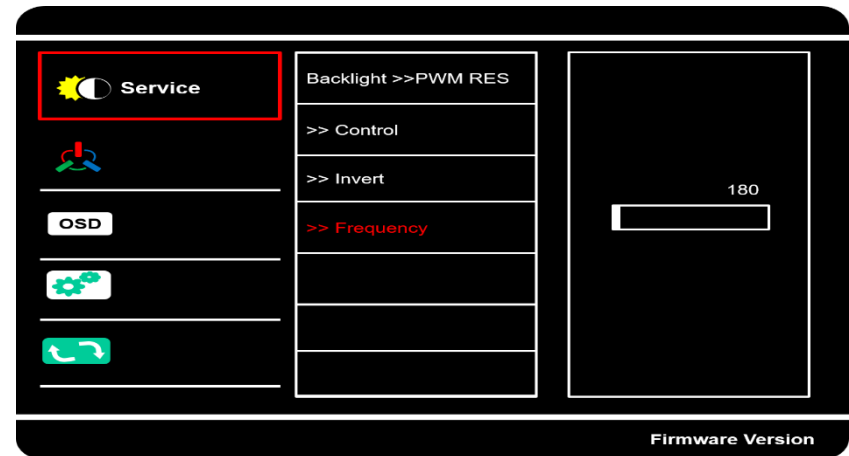 Service
OSD
Backlight >>PWM RES
>> Control
>> Invert
>> Frequency
180
Firmware Version